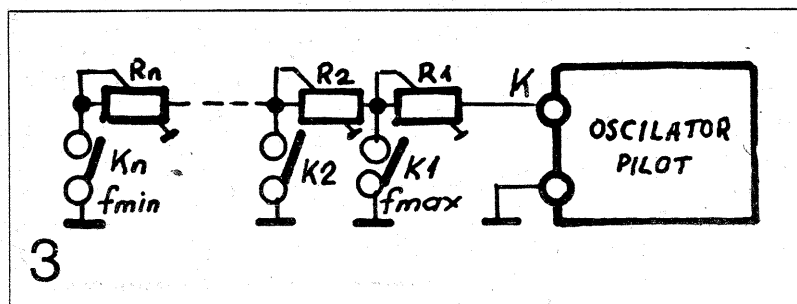 Rn
R2
R1
K
OSCILATOR
PILOT
Kn
K2
K1
fmin
fmax
3